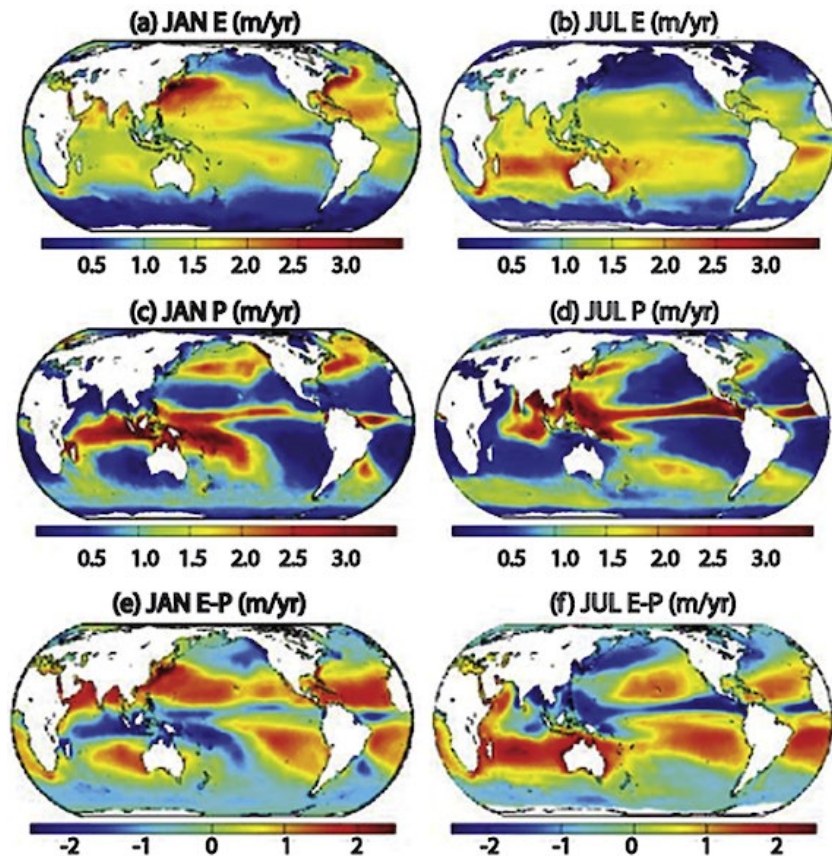 (a) JAN E (m/yr)
(b) JUL E (m/yr)
0.5 1.0 1.5 2.0 2.5 3.0
0.5 1.0 1.5 2.0 2.5 3.0
(c) JAN P (m/yr)
(d) JUL P (m/yr)
0.5 1.0 1.5 2.0 2.5 3.0
0.5 1.0 1.5 2.0 2.5 3.0
(e) JAN E-P (m/yr)
(f) JUL E-P (m/yr)
-2 -1 0 1 2
-2 -1 0 1 2